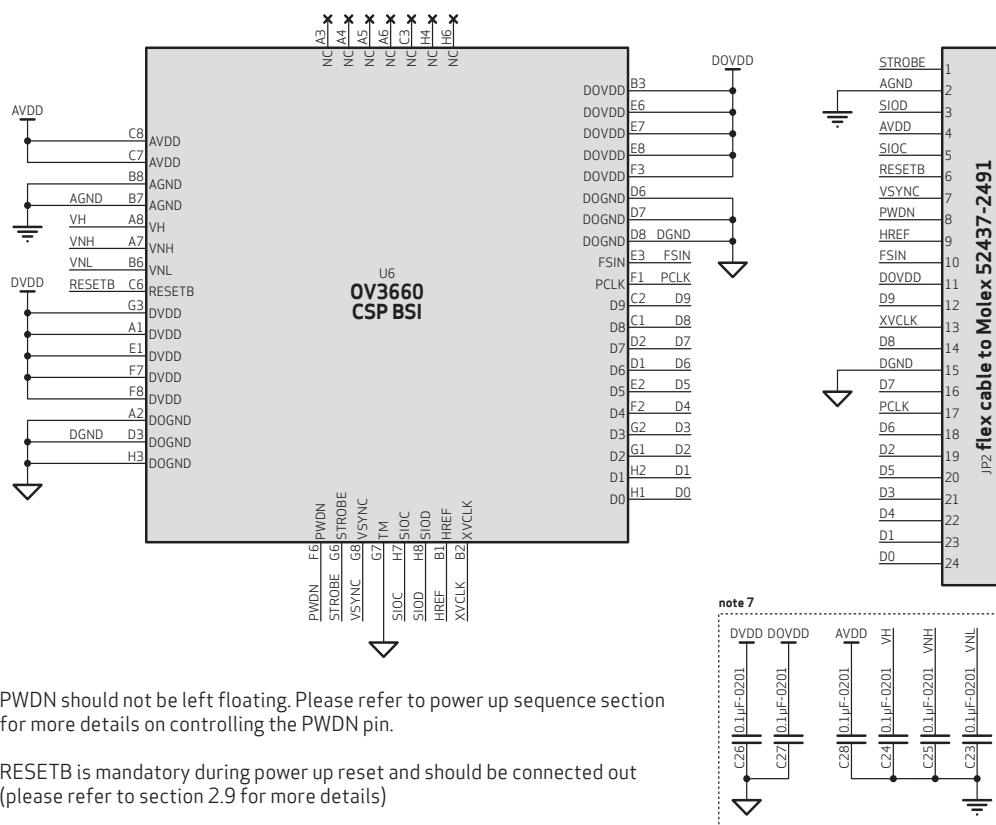 A3 A4 A5 A6 C3 H4 H6
NC NC NC NC NC NC NC
AVDD
C8 AVDD
C7 AVDD
B8 AGND
AGND B7 AGND
VH A8 VH
VNH A7 VNH
VNL B6 VNL
DVDD
RESETB C6 RESETB
G3 DVDD
A1 DVDD
E1 DVDD
F7 DVDD
F8 DVDD
A2 DOGND
DGND D3 DOGND
H3 DOGND
U6
OV3660
CSP BSI
DOVDD
DOVDD B3
DOVDD E6
DOVDD E7
DOVDD E8
DOVDD F3
DOGND D6
DOGND D7
DOGND D8 DGND
FSIN E3 FSIN
PCLK F1 PCLK
D9 C2 D9
D8 C1 D8
D7 D2 D7
D6 D1 D6
D5 E2 D5
D4 F2 D4
D3 G2 D3
D2 G1 D2
D1 H2 D1
D0 H1 D0
PWDN STROBE VSYNC TM SIOC SIOD HREF XVCLK
F6 G6 G8 G7 H7 H8 B1 B2
PWDN STROBE VSYNC SIOC SIOD HREF XVCLK
STROBE 1
AGND 2
SIOD 3
AVDD 4
SIOC 5
RESETB 6
VSYNC 7
PWDN 8
HREF 9
FSIN 10
DOVDD 11
D9 12
XVCLK 13
D8 14
DGND 15
D7 16
PCLK 17
D6 18
D2 19
D5 20
D3 21
D4 22
D1 23
D0 24
JP2 flex cable to Molex 52437-2491
note 7
DVDD DOVDD AVDD VH VNH VNL
0.1μF-0201 0.1μF-0201 0.1μF-0201 0.1μF-0201 0.1μF-0201 0.1μF-0201
C26 C27 C28 C24 C25 C23
PWDN should not be left floating. Please refer to power up sequence section
for more details on controlling the PWDN pin.
RESETB is mandatory during power up reset and should be connected out
(please refer to section 2.9 for more details)